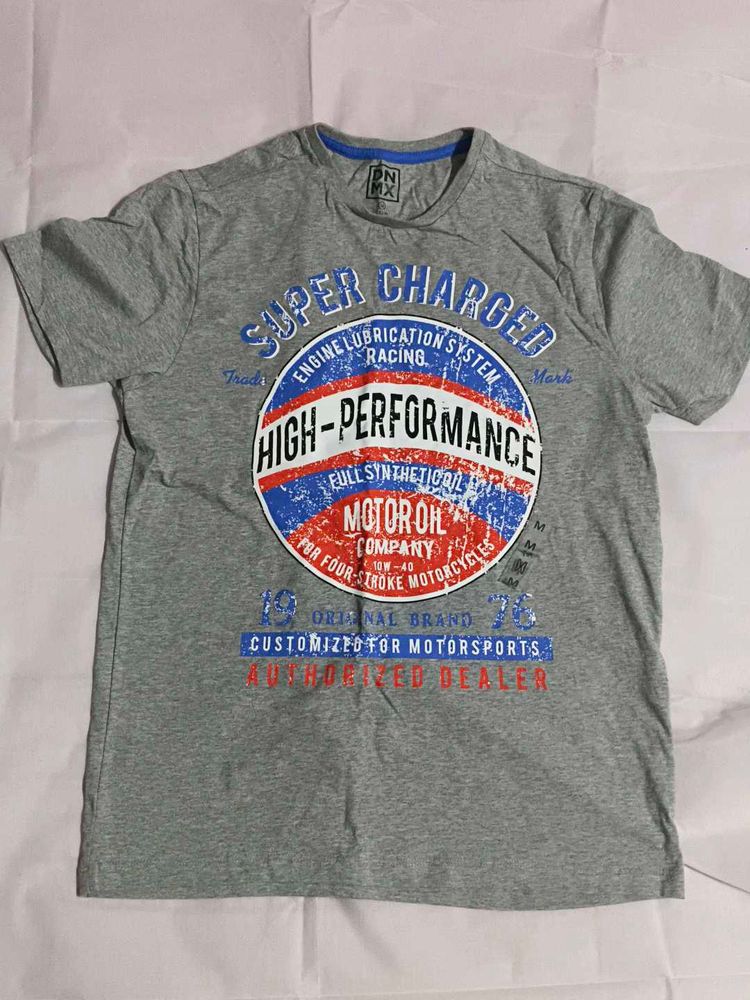 DN
MX
SUPER CHARGED
ENGINE LUBRICATION SYSTEM
RACING
Trade Mark
HIGH-PERFORMANCE
FULL SYNTHETIC OIL
MOTOR OIL
COMPANY
10W-40
FOR FOUR-STROKE MOTORCYCLES
M
M
M
19 ORIGINAL BRAND 76
CUSTOMIZED FOR MOTORSPORTS
AUTHORIZED DEALER